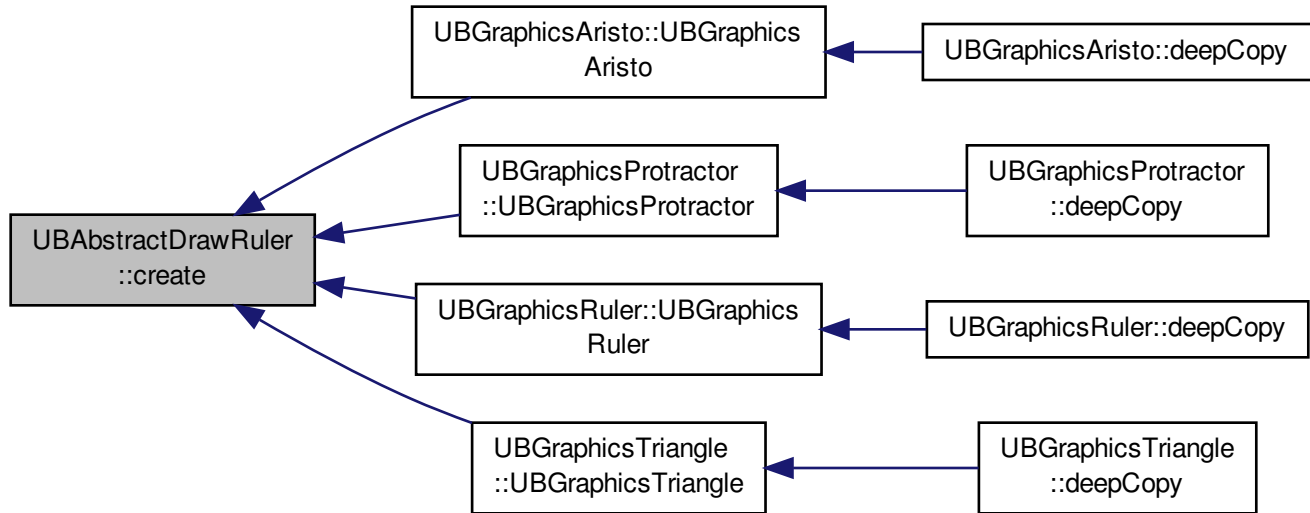 UBAbstractDrawRuler
::create
UBGraphicsAristo::UBGraphics
Aristo
UBGraphicsAristo::deepCopy
UBGraphicsProtractor
::UBGraphicsProtractor
UBGraphicsProtractor
::deepCopy
UBGraphicsRuler::UBGraphics
Ruler
UBGraphicsRuler::deepCopy
UBGraphicsTriangle
::UBGraphicsTriangle
UBGraphicsTriangle
::deepCopy